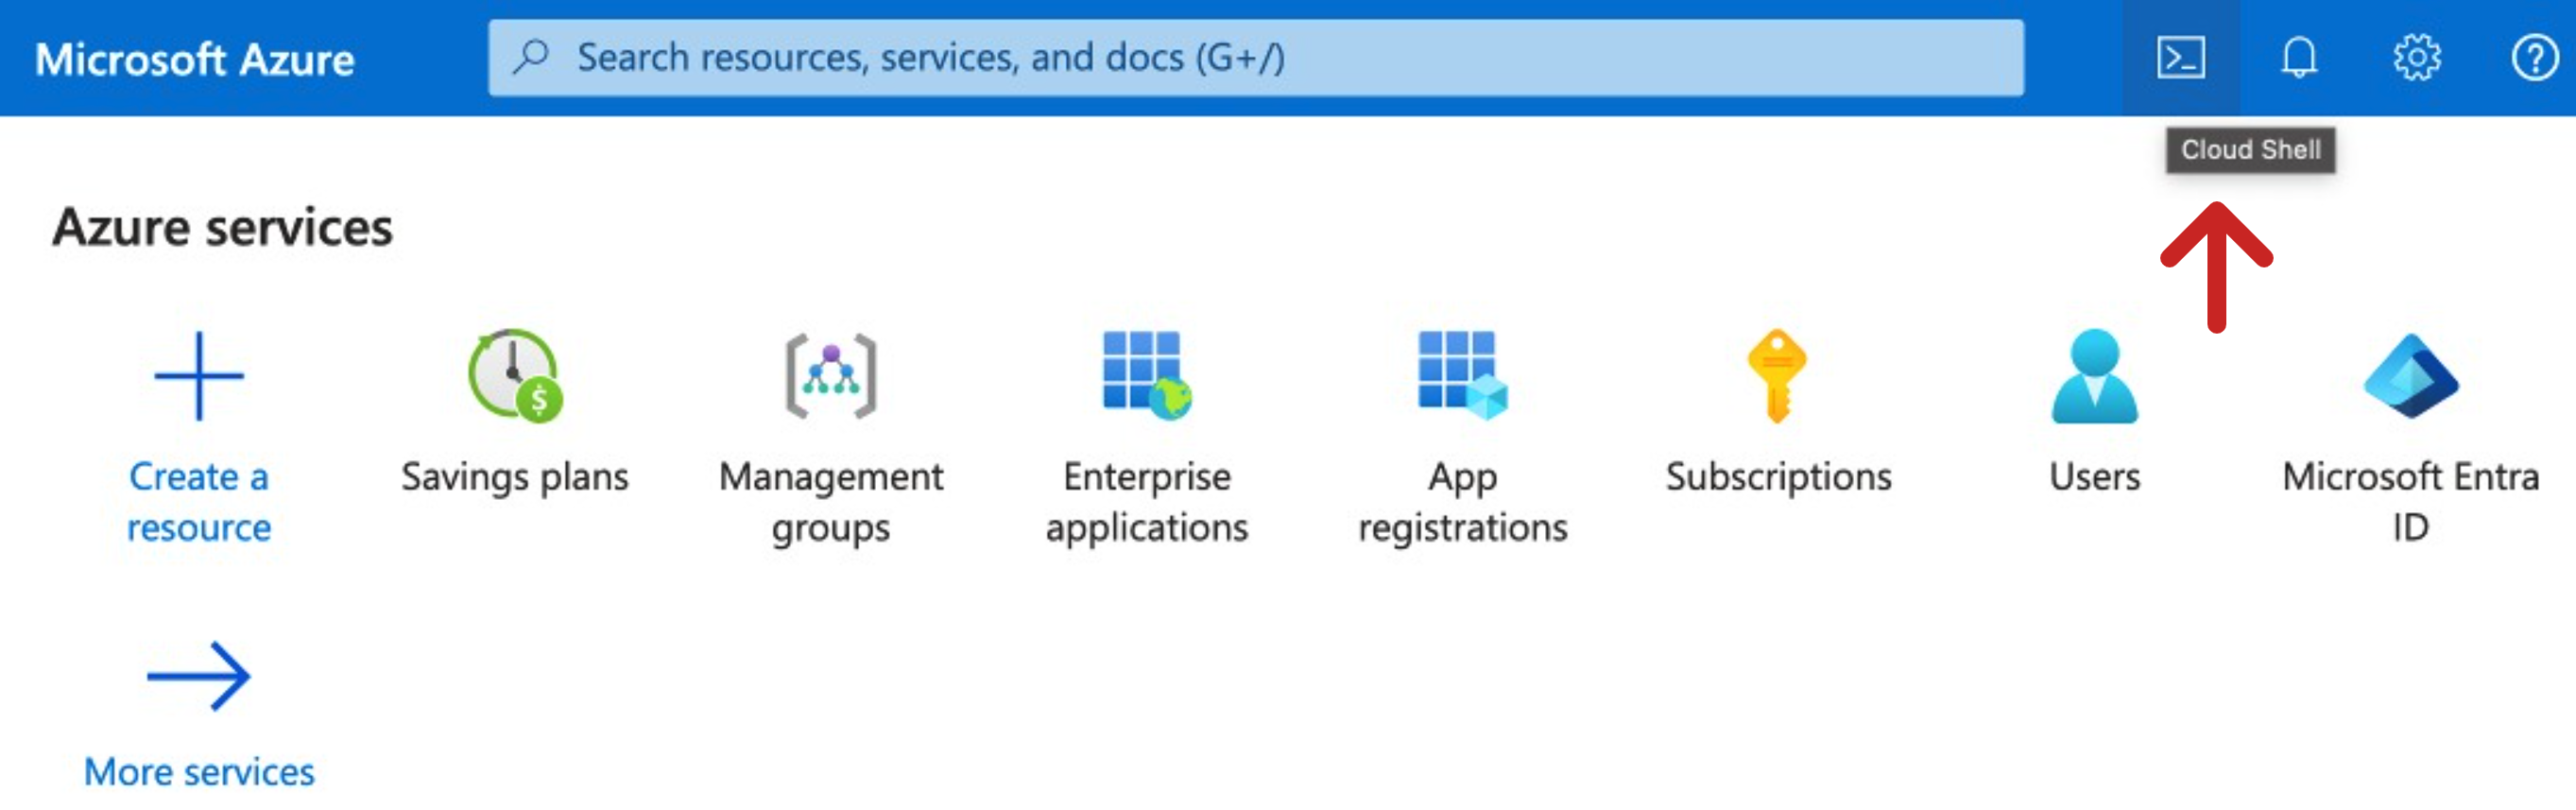 Microsoft Azure
Search resources, services, and docs (G+/)
Cloud Shell
Azure services
Create a
resource
Savings plans
Management
groups
Enterprise
applications
App
registrations
Subscriptions
Users
Microsoft Entra
ID
More services